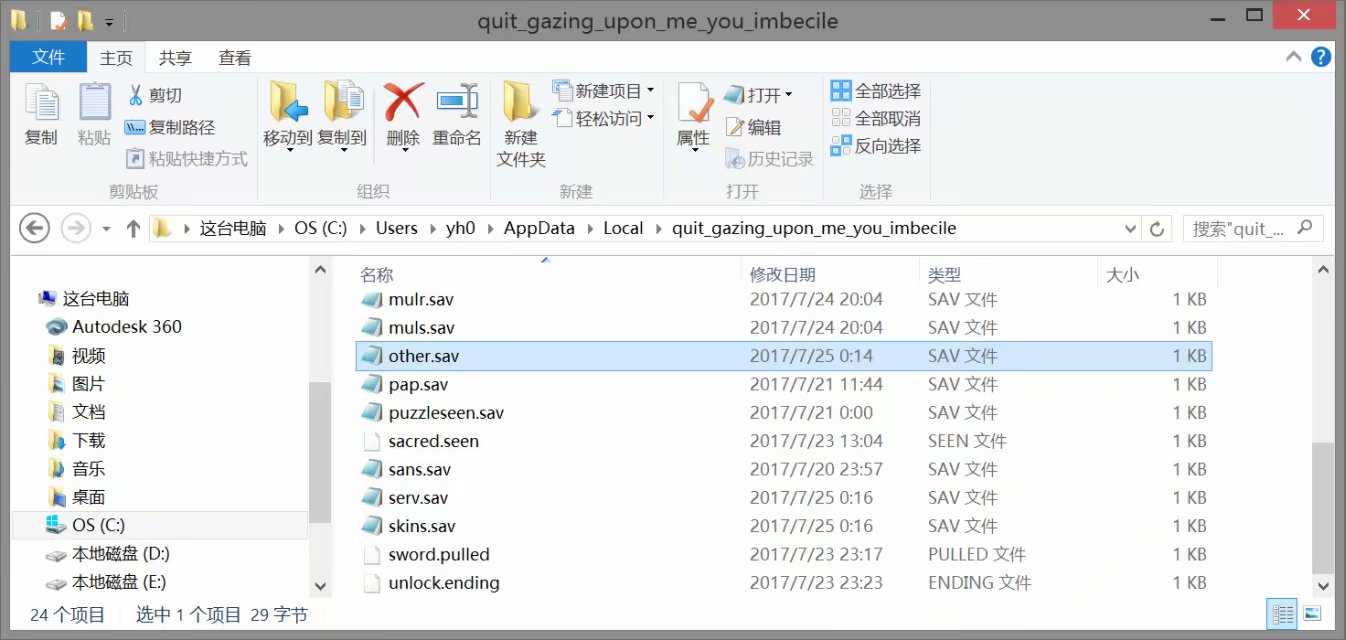 quit_gazing_upon_me_you_imbecile
文件 主页 共享 查看
复制 粘贴 剪切 复制路径 粘贴快捷方式 移动到 复制到 删除 重命名 新建文件夹 新建项目 轻松访问 属性 打开 编辑 历史记录 全部选择 全部取消 反向选择
剪贴板 组织 新建 打开 选择
这台电脑 OS (C:) Users yh0 AppData Local quit_gazing_upon_me_you_imbecile 搜索"quit_...
名称 修改日期 类型 大小
这台电脑
Autodesk 360
视频
图片
文档
下载
音乐
桌面
OS (C:)
本地磁盘 (D:)
本地磁盘 (E:)
mulr.sav 2017/7/24 20:04 SAV 文件 1 KB
muls.sav 2017/7/24 20:04 SAV 文件 1 KB
other.sav 2017/7/25 0:14 SAV 文件 1 KB
pap.sav 2017/7/21 11:44 SAV 文件 1 KB
puzzleseen.sav 2017/7/21 0:00 SAV 文件 1 KB
sacred.seen 2017/7/23 13:04 SEEN 文件 1 KB
sans.sav 2017/7/20 23:57 SAV 文件 1 KB
serv.sav 2017/7/25 0:16 SAV 文件 1 KB
skins.sav 2017/7/25 0:16 SAV 文件 1 KB
sword.pulled 2017/7/23 23:17 PULLED 文件 1 KB
unlock.ending 2017/7/23 23:23 ENDING 文件 1 KB
24 个项目 选中 1 个项目 29 字节